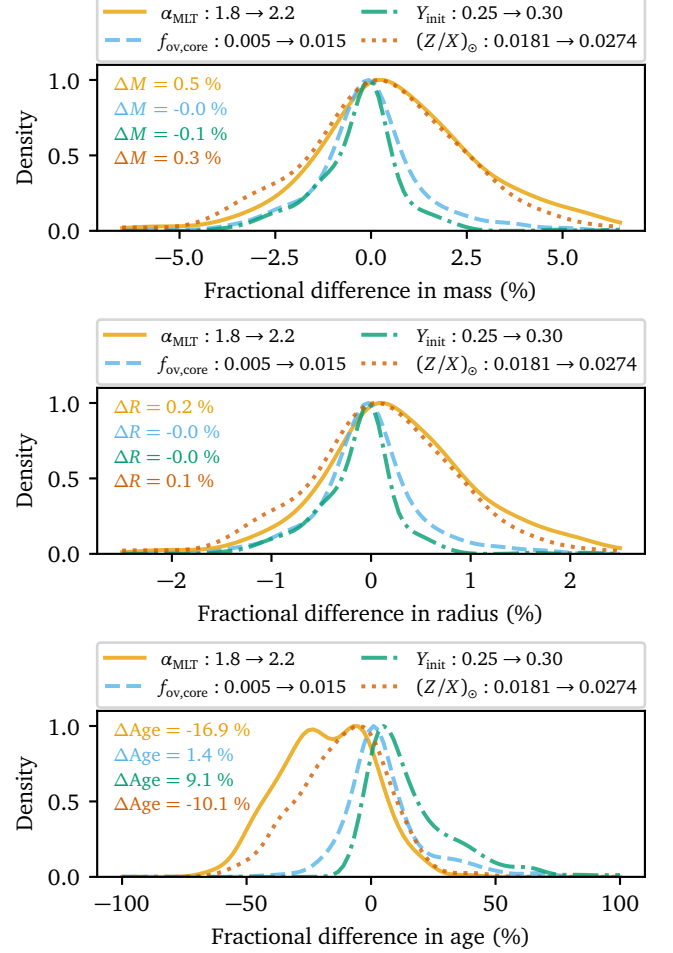 α_MLT : 1.8 → 2.2 Y_init : 0.25 → 0.30
f_ov,core : 0.005 → 0.015 (Z/X)_⊙ : 0.0181 → 0.0274
1.0
0.5
0.0
Density
ΔM = 0.5 %
ΔM = -0.0 %
ΔM = -0.1 %
ΔM = 0.3 %
−5.0 −2.5 0.0 2.5 5.0
Fractional difference in mass (%)
α_MLT : 1.8 → 2.2 Y_init : 0.25 → 0.30
f_ov,core : 0.005 → 0.015 (Z/X)_⊙ : 0.0181 → 0.0274
1.0
0.5
0.0
Density
ΔR = 0.2 %
ΔR = -0.0 %
ΔR = -0.0 %
ΔR = 0.1 %
−2 −1 0 1 2
Fractional difference in radius (%)
α_MLT : 1.8 → 2.2 Y_init : 0.25 → 0.30
f_ov,core : 0.005 → 0.015 (Z/X)_⊙ : 0.0181 → 0.0274
1.0
0.5
0.0
Density
ΔAge = -16.9 %
ΔAge = 1.4 %
ΔAge = 9.1 %
ΔAge = -10.1 %
−100 −50 0 50 100
Fractional difference in age (%)